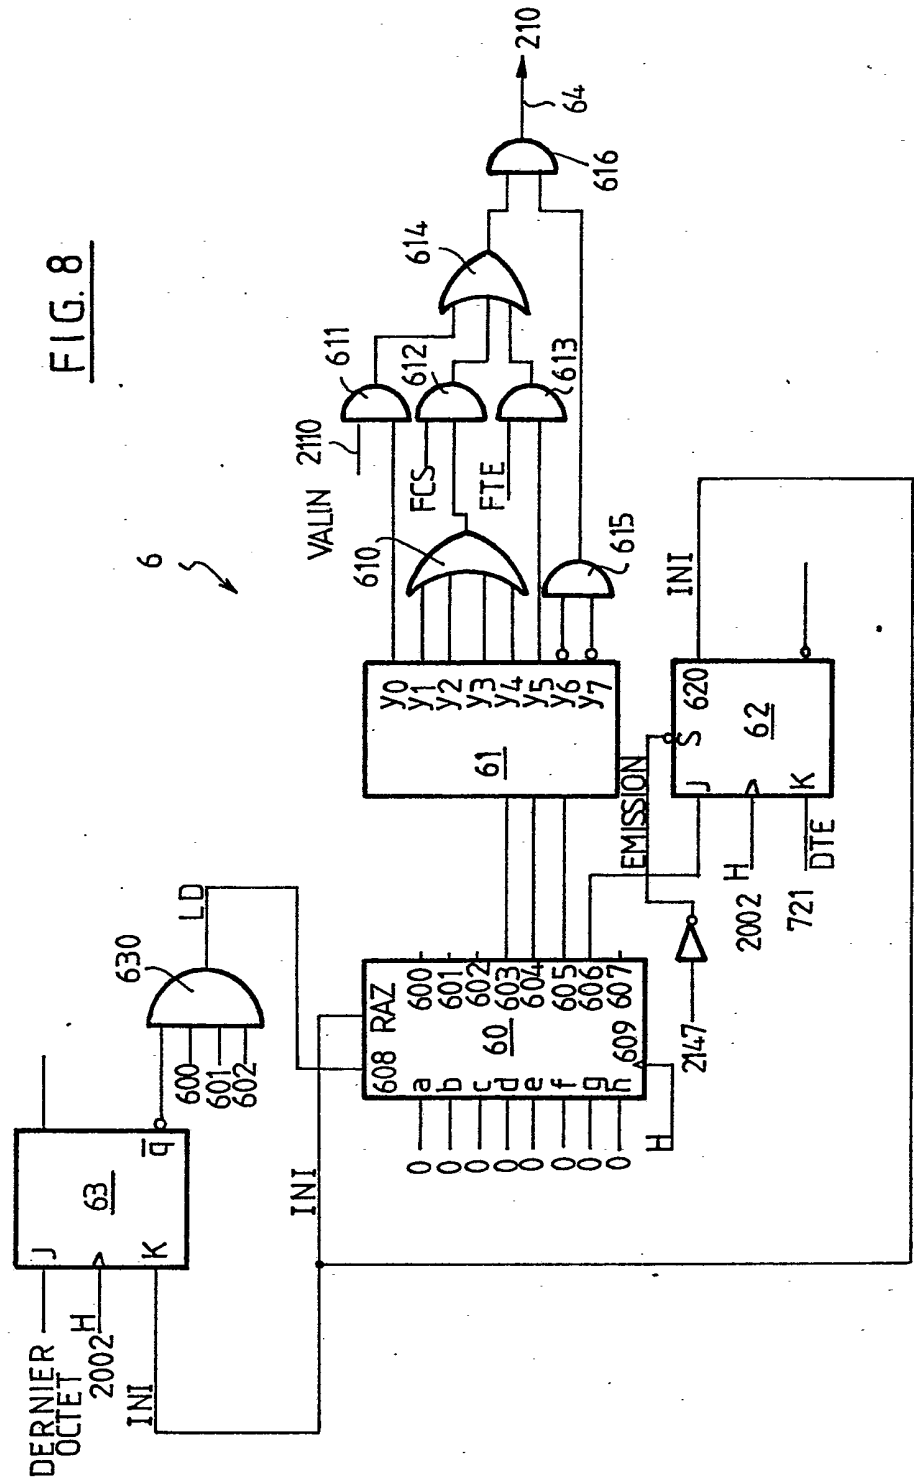 FIG. 8
6
DERNIER
OCTET
H
2002
INI
J
K
63
q̅
630
600
601
602
LD
INI
0
0
0
0
0
0
0
0
H
a
b
c
d
e
f
g
h
608
RAZ
60
609
600
601
602
603
604
605
606
607
2147
EMISSION
61
y0
y1
y2
y3
y4
y5
y6
y7
H
2002
721
DTE
J
K
S
62
620
INI
VALIN
2110
FCS
FTE
610
611
612
613
614
615
616
64
210